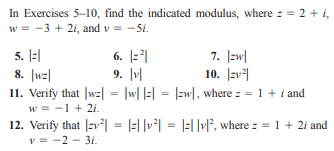 In Exercises 5–10, find the indicated modulus, where z = 2 + i,
w = −3 + 2i, and v = −5i.
5. |z| 6. |z²| 7. |zw|
8. |wz| 9. |v| 10. |zv²|
11. Verify that |wz| = |w| |z| = |zw|, where z = 1 + i and
w = −1 + 2i.
12. Verify that |zv²| = |z| |v²| = |z| |v|², where z = 1 + 2i and
v = −2 − 3i.